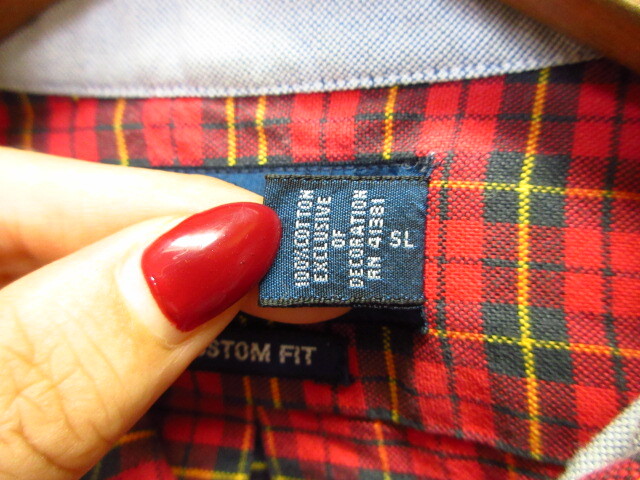 100% COTTON
EXCLUSIVE
OF
DECORATION
RN 41381
SL
STOM FIT